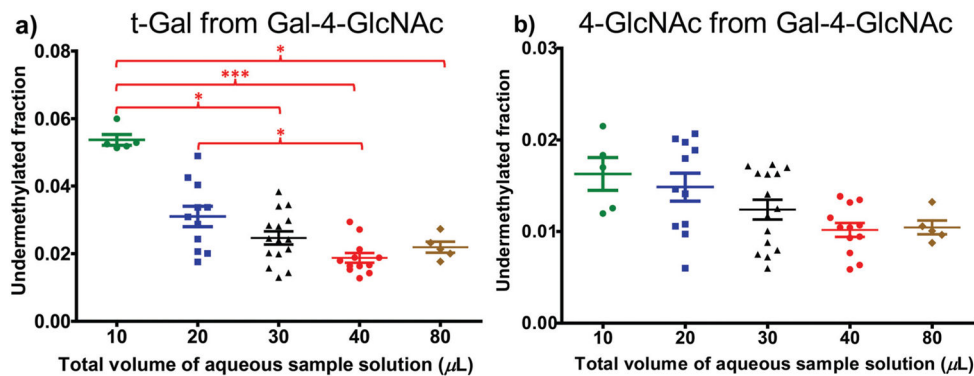 a) t-Gal from Gal-4-GlcNAc
0.08
0.06
0.04
0.02
0.00
Undermethylated fraction
*
***
*
*
10 20 30 40 80
Total volume of aqueous sample solution (μL)
b) 4-GlcNAc from Gal-4-GlcNAc
0.03
0.02
0.01
0.00
Undermethylated fraction
10 20 30 40 80
Total volume of aqueous sample solution (μL)